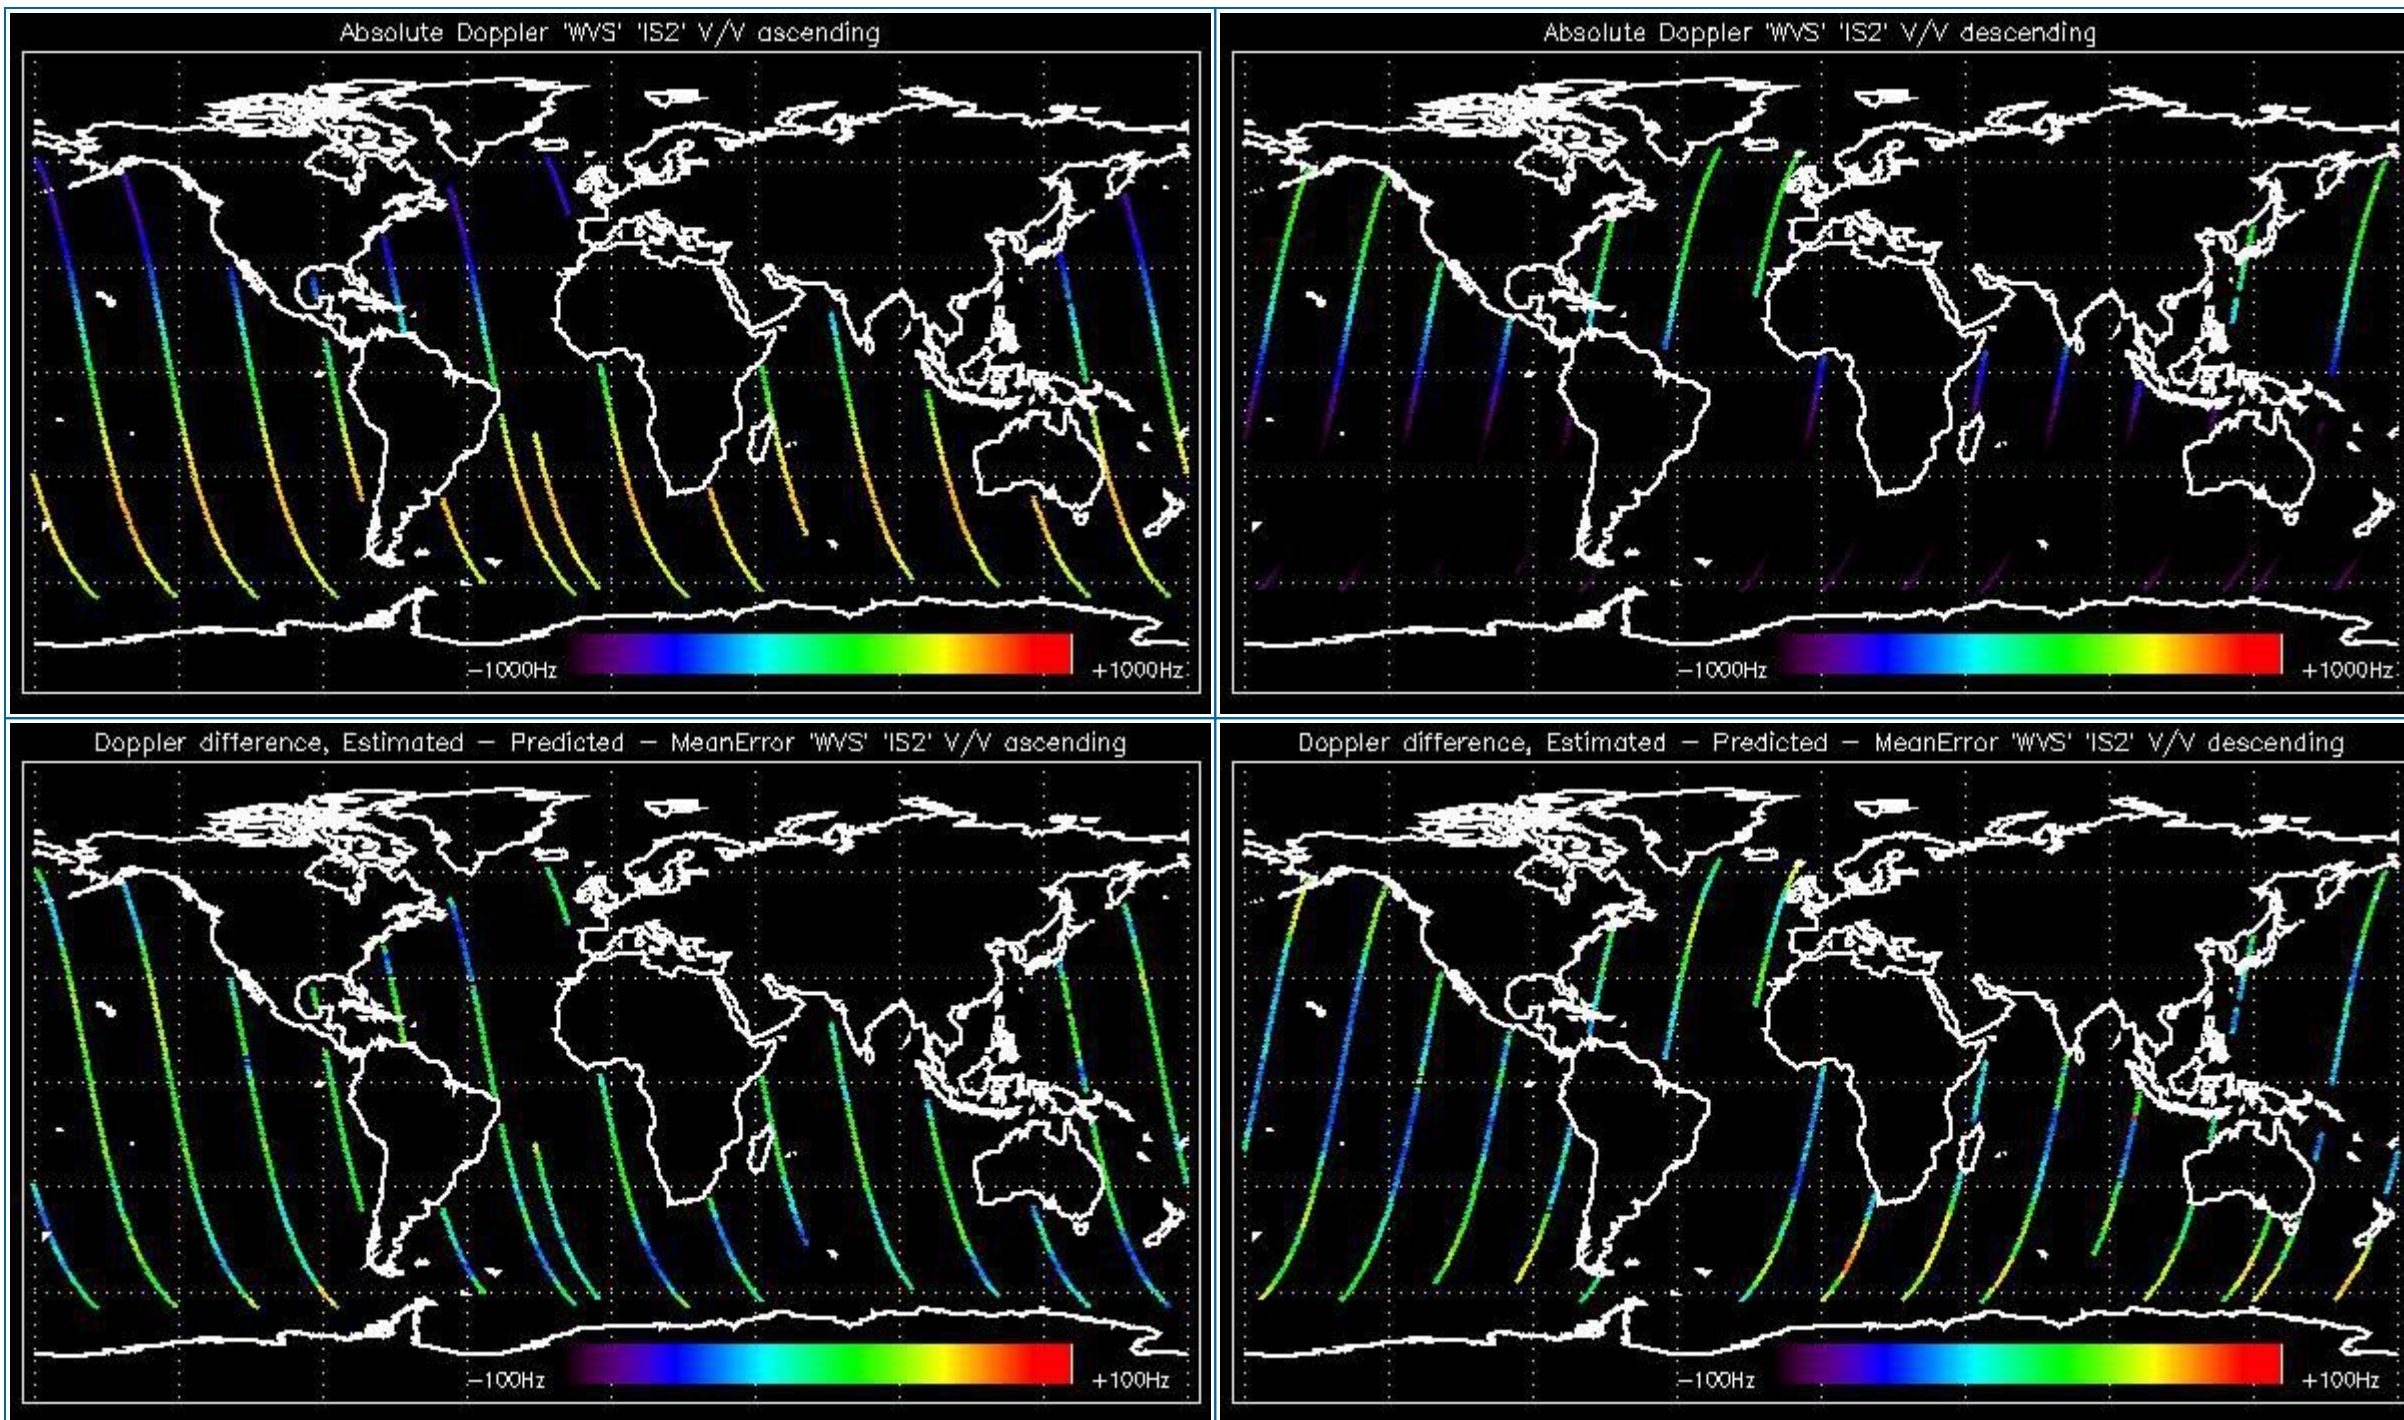 Absolute Doppler 'WVS' 'IS2' V/V ascending
-1000Hz
+1000Hz
Absolute Doppler 'WVS' 'IS2' V/V descending
-1000Hz
+1000Hz
Doppler difference, Estimated - Predicted - MeanError 'WVS' 'IS2' V/V ascending
-100Hz
+100Hz
Doppler difference, Estimated - Predicted - MeanError 'WVS' 'IS2' V/V descending
-100Hz
+100Hz